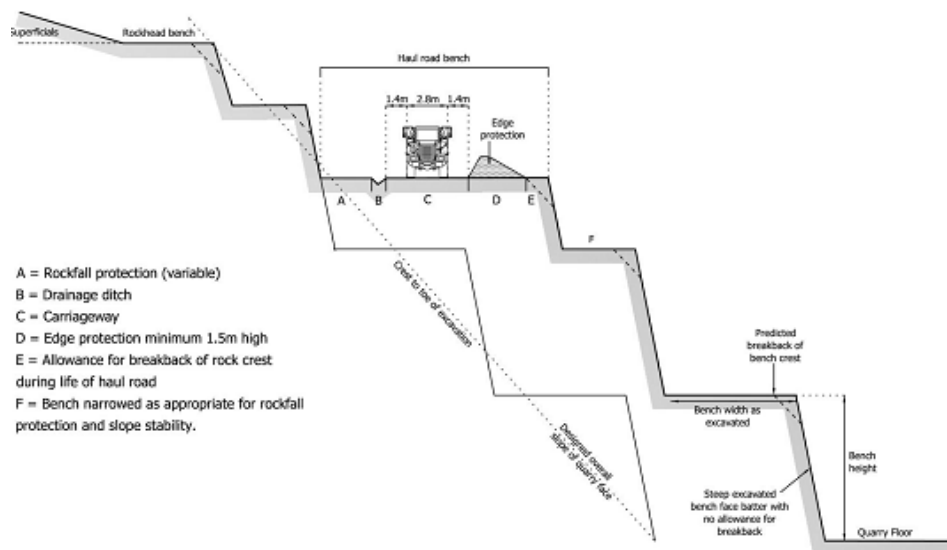 Superficials
Rockhead bench
Haul road bench
1.4m 2.8m 1.4m
Edge
protection
A B C D E
F
A = Rockfall protection (variable)
B = Drainage ditch
C = Carriageway
D = Edge protection minimum 1.5m high
E = Allowance for breakback of rock crest
during life of haul road
F = Bench narrowed as appropriate for rockfall
protection and slope stability.
Crest to toe of excavation
Designed overall
slope of quarry face
Predicted
breakback of
bench crest
Bench width as
excavated
Bench
height
Steep excavated
bench face batter with
no allowance for
breakback
Quarry Floor